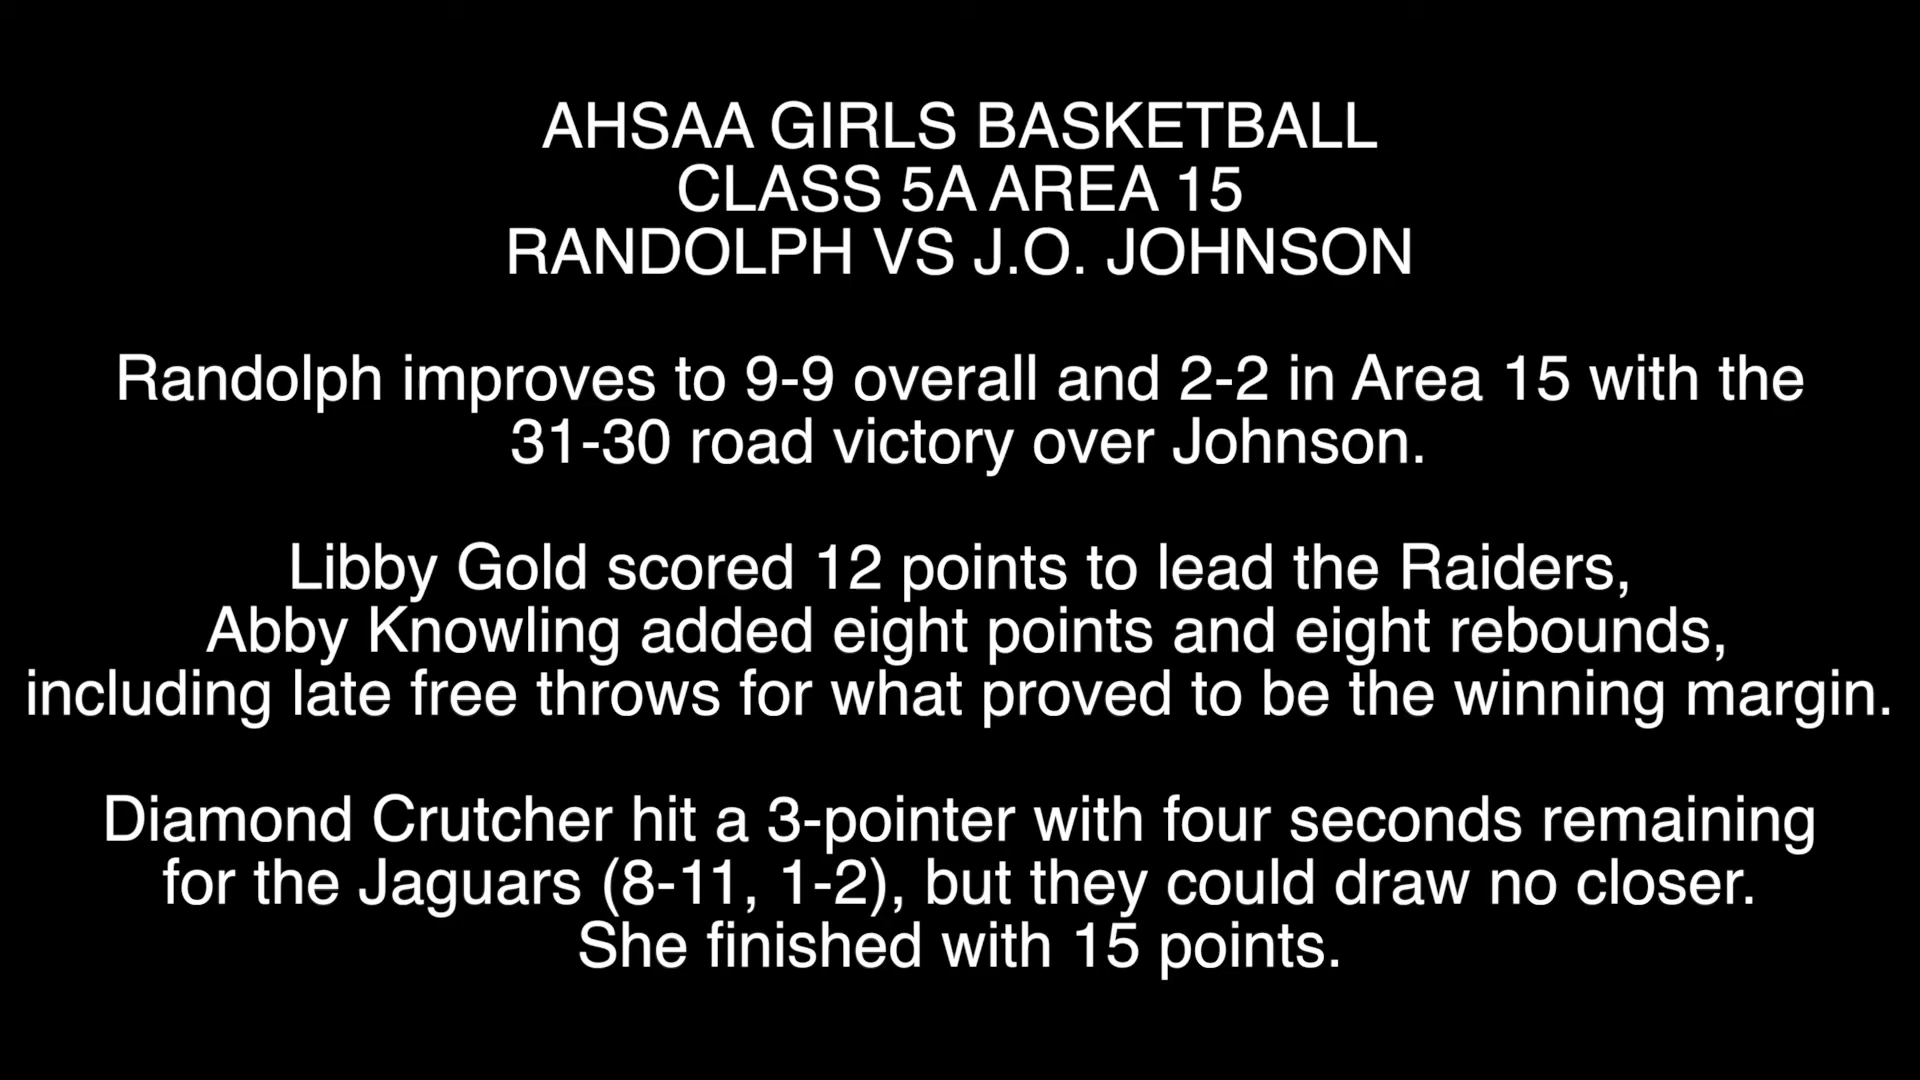 AHSAA GIRLS BASKETBALL
CLASS 5A AREA 15
RANDOLPH VS J.O. JOHNSON
Randolph improves to 9-9 overall and 2-2 in Area 15 with the
31-30 road victory over Johnson.
Libby Gold scored 12 points to lead the Raiders,
Abby Knowling added eight points and eight rebounds,
including late free throws for what proved to be the winning margin.
Diamond Crutcher hit a 3-pointer with four seconds remaining
for the Jaguars (8-11, 1-2), but they could draw no closer.
She finished with 15 points.